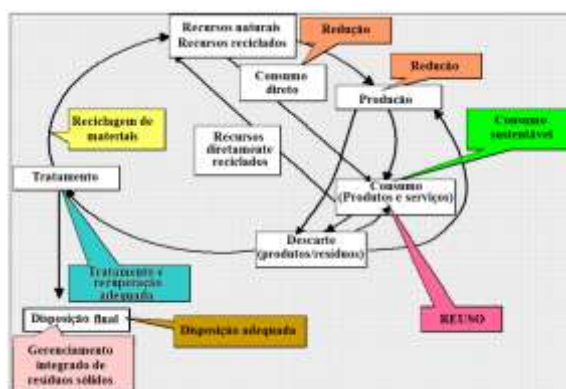 Recursos naturais
Recursos reciclados
Redução
Consumo
direto
Redução
Produção
Reciclagem de
materiais
Recursos
diretamente
reciclados
Consumo
sustentável
Tratamento
Consumo
(Produtos e serviços)
Descarte
(produtos/resíduos)
Tratamento e
recuperação
adequada
REUSO
Disposição final
Disposição adequada
Gerenciamento
integrado de
resíduos sólidos